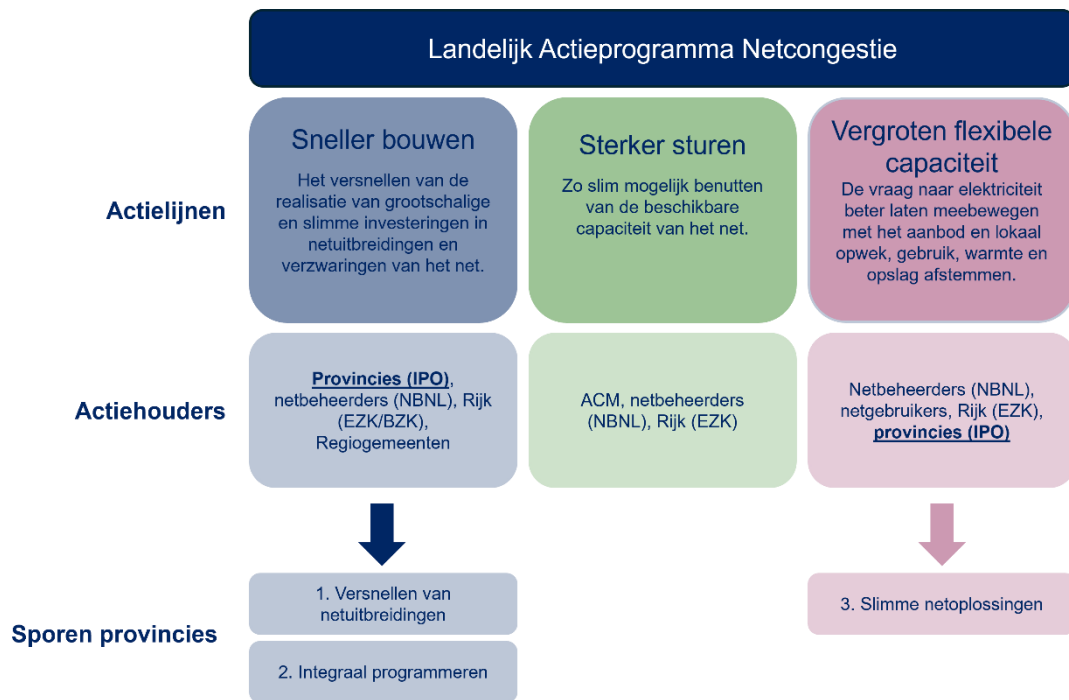 Landelijk Actieprogramma Netcongestie
Actielijnen
Sneller bouwen
Het versnellen van de
realisatie van grootschalige
en slimme investeringen in
netuitbreidingen en
verzwaringen van het net.
Sterker sturen
Zo slim mogelijk benutten
van de beschikbare
capaciteit van het net.
Vergroten flexibele
capaciteit
De vraag naar elektriciteit
beter laten meebewegen
met het aanbod en lokaal
opwek, gebruik, warmte en
opslag afstemmen.
Actiehouders
Provincies (IPO),
netbeheerders (NBNL), Rijk
(EZK/BZK),
Regiogemeenten
ACM, netbeheerders
(NBNL), Rijk (EZK)
Netbeheerders (NBNL),
netgebruikers, Rijk (EZK),
provincies (IPO)
Sporen provincies
1. Versnellen van
netuitbreidingen
2. Integraal programmeren
3. Slimme netoplossingen